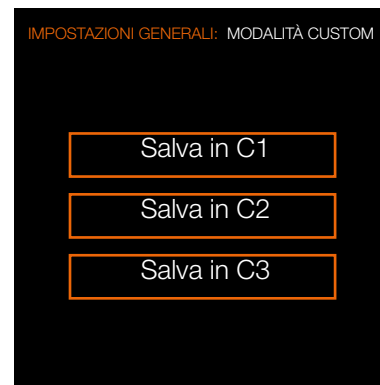 IMPOSTAZIONI GENERALI: MODALITÀ CUSTOM
Salva in C1
Salva in C2
Salva in C3